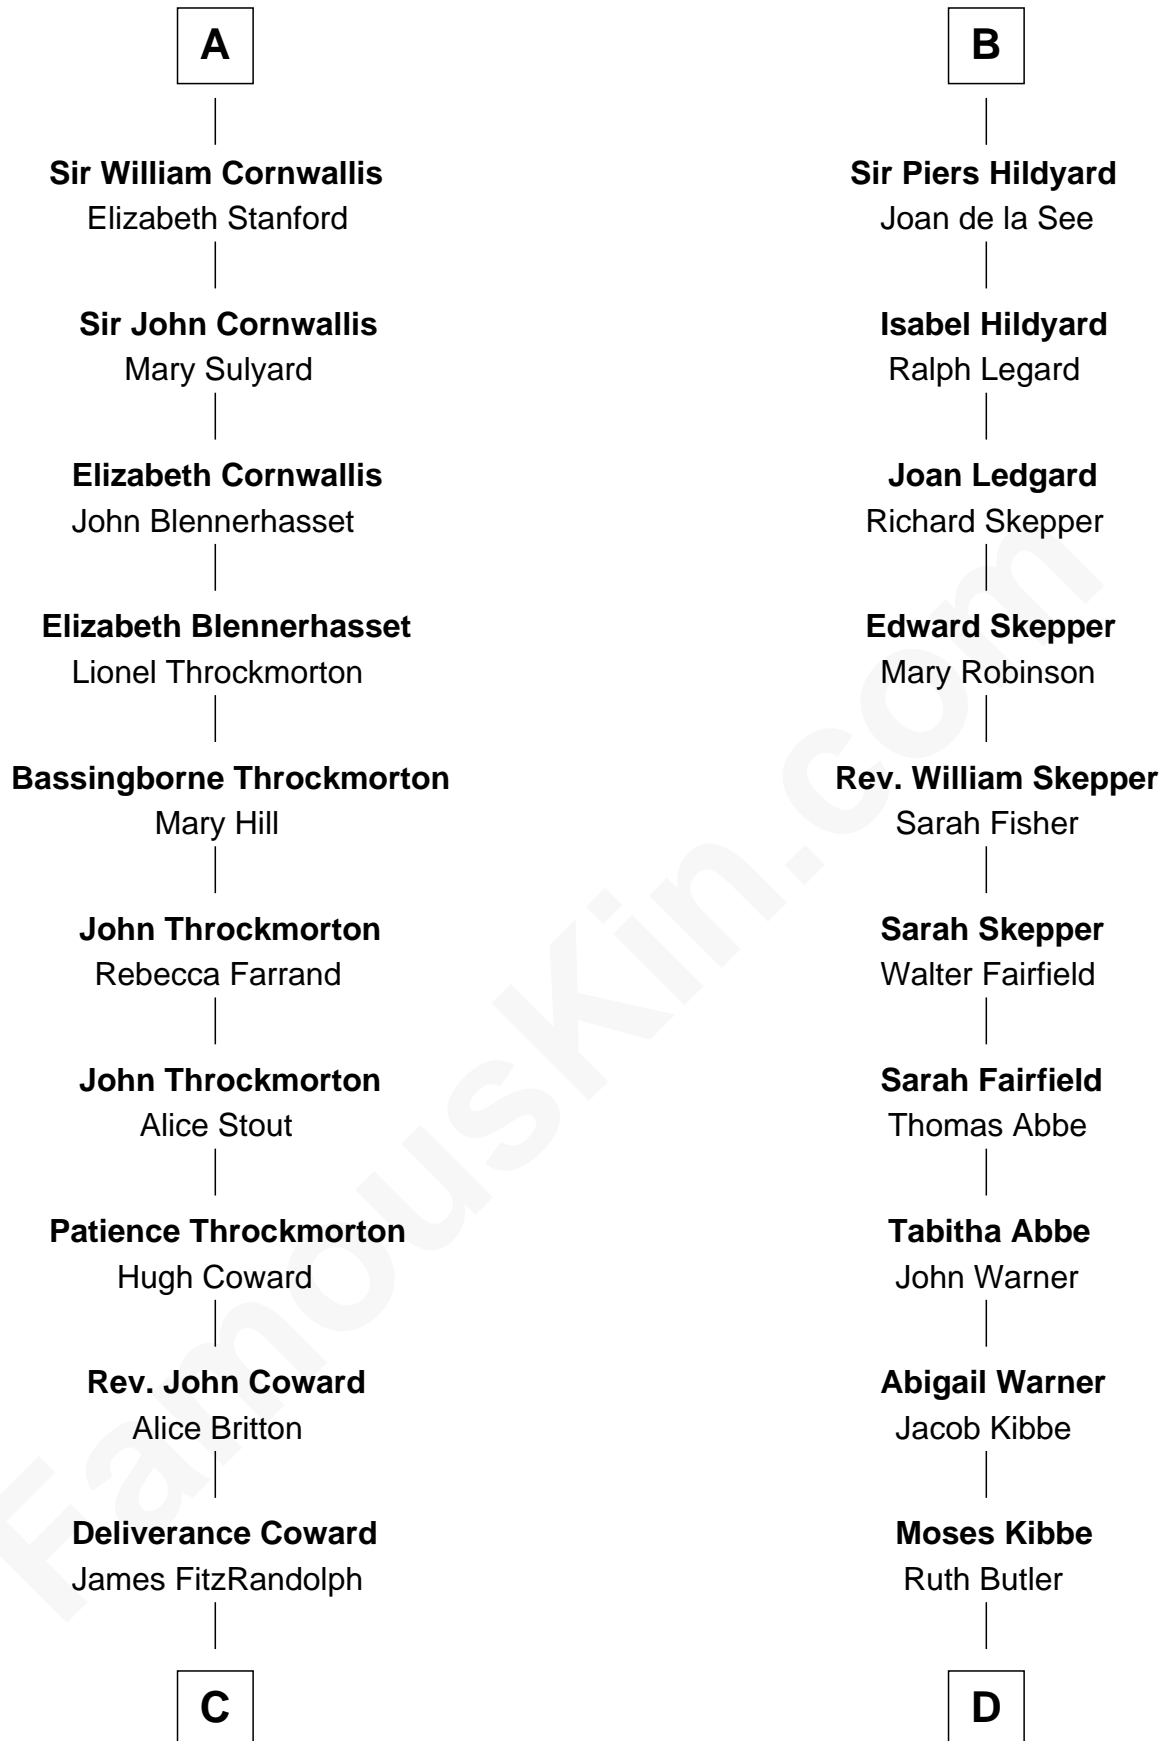 A
Sir William Cornwallis
Elizabeth Stanford
Sir John Cornwallis
Mary Sulyard
Elizabeth Cornwallis
John Blennerhasset
Elizabeth Blennerhasset
Lionel Throckmorton
Bassingborne Throckmorton
Mary Hill
John Throckmorton
Rebecca Farrand
John Throckmorton
Alice Stout
Patience Throckmorton
Hugh Coward
Rev. John Coward
Alice Britton
Deliverance Coward
James FitzRandolph
C
B
Sir Piers Hildyard
Joan de la See
Isabel Hildyard
Ralph Legard
Joan Ledgard
Richard Skepper
Edward Skepper
Mary Robinson
Rev. William Skepper
Sarah Fisher
Sarah Skepper
Walter Fairfield
Sarah Fairfield
Thomas Abbe
Tabitha Abbe
John Warner
Abigail Warner
Jacob Kibbe
Moses Kibbe
Ruth Butler
D
FamousKin.com